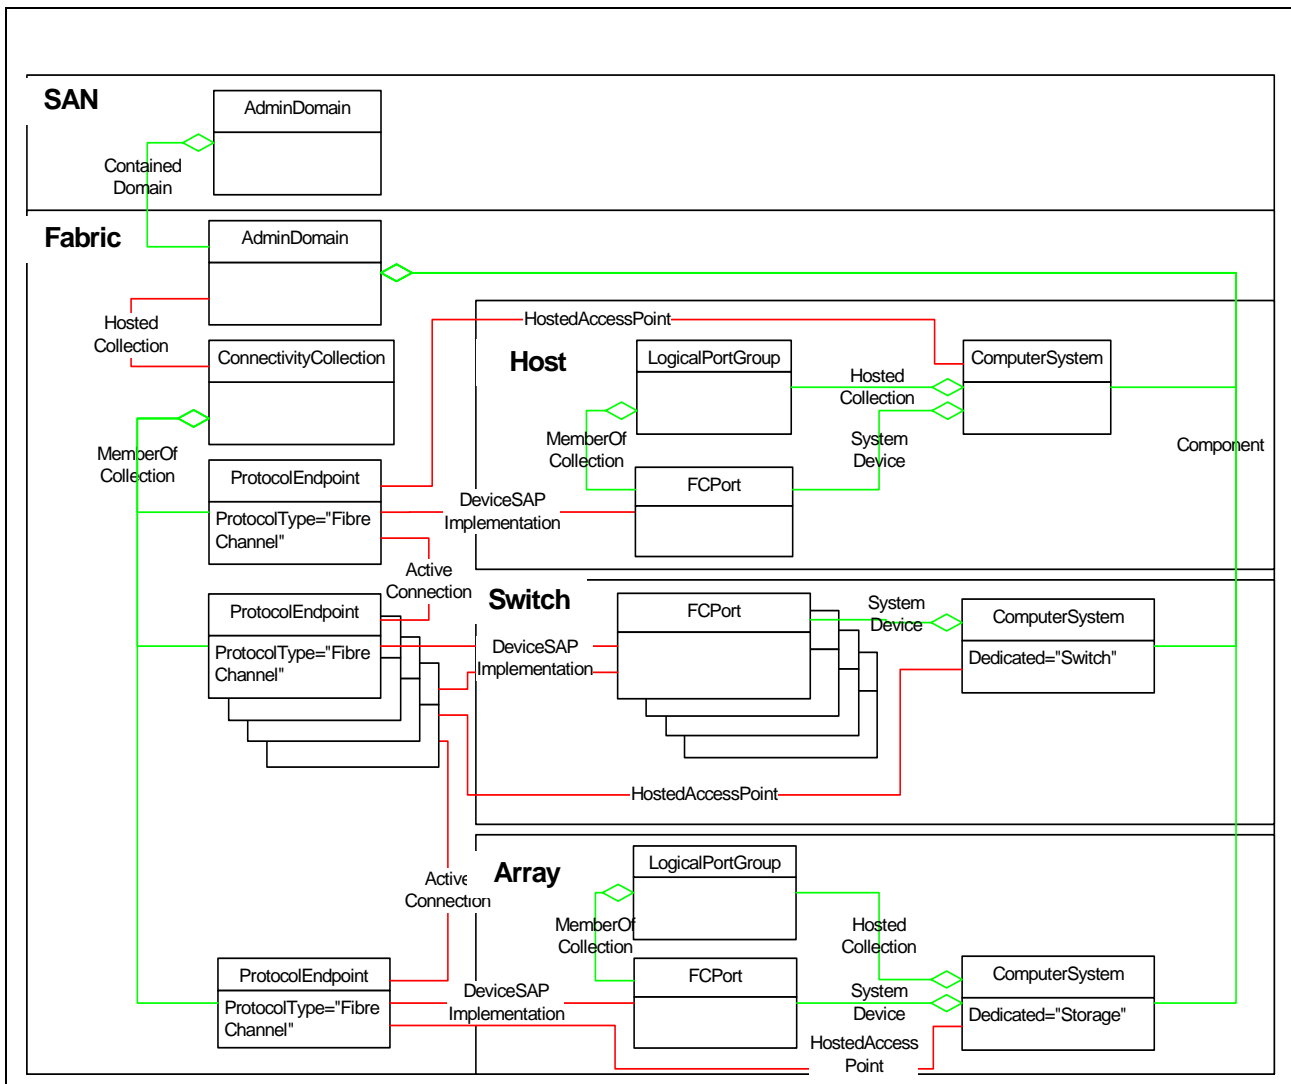 SAN
AdminDomain
Contained
Domain
Fabric
AdminDomain
Hosted
Collection
ConnectivityCollection
MemberOf
Collection
ProtocolEndpoint
ProtocolType="Fibre
Channel"
HostedAccessPoint
Host
LogicalPortGroup
Hosted
Collection
ComputerSystem
MemberOf
Collection
System
Device
FCPort
DeviceSAP
Implementation
Component
Active
Connection
ProtocolEndpoint
ProtocolType="Fibre
Channel"
Switch
FCPort
System
Device
ComputerSystem
Dedicated="Switch"
DeviceSAP
Implementation
HostedAccessPoint
Active
Connection
Array
LogicalPortGroup
MemberOf
Collection
Hosted
Collection
ProtocolEndpoint
ProtocolType="Fibre
Channel"
DeviceSAP
Implementation
FCPort
System
Device
ComputerSystem
Dedicated="Storage"
HostedAccess
Point